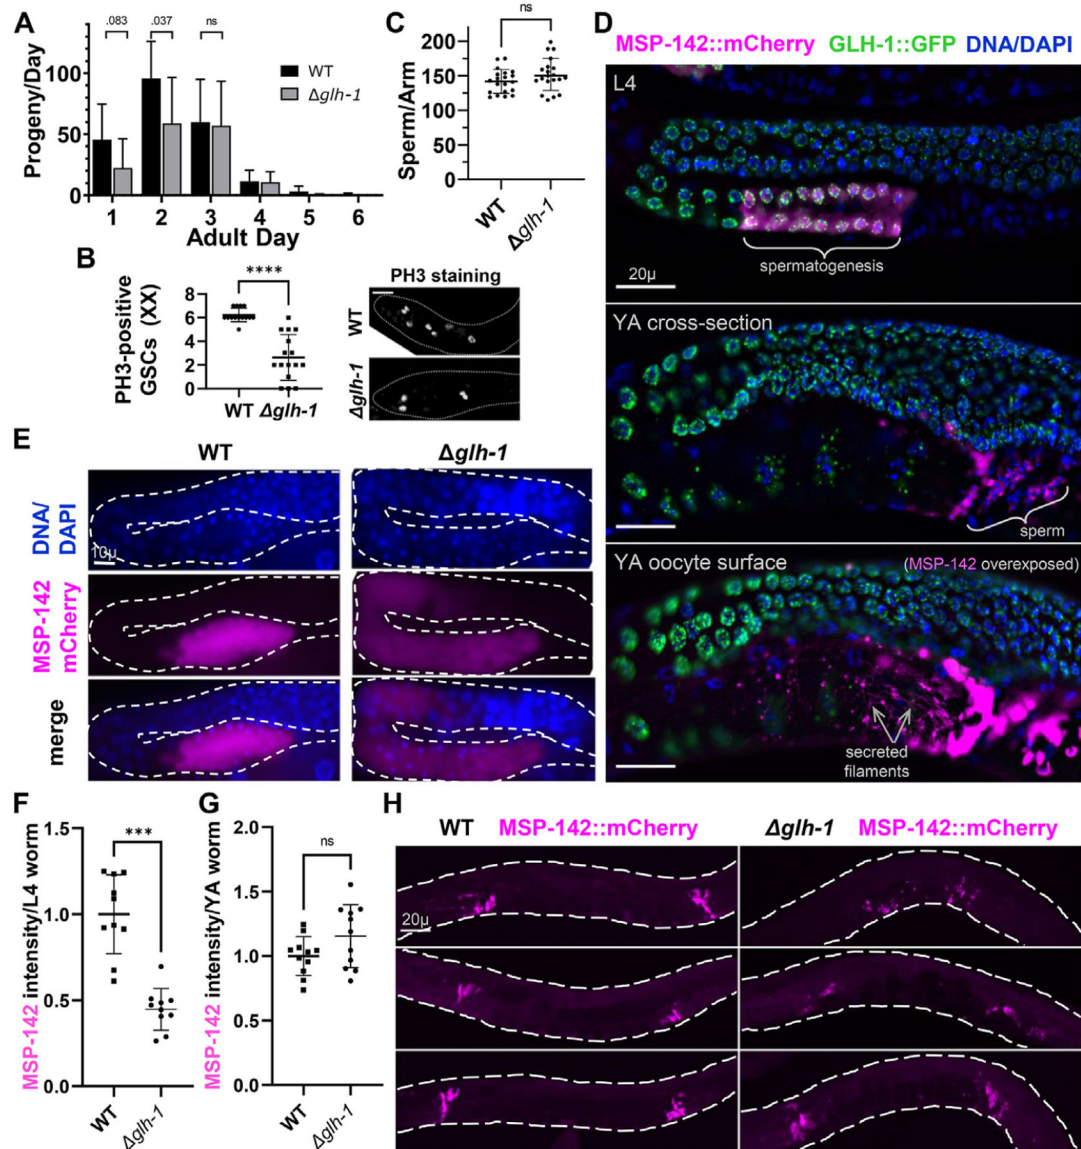 A
.083
.037
ns
Progeny/Day
100
50
0
WT
Δglh-1
1 2 3 4 5 6
Adult Day
B
****
PH3-positive
GSCs (XX)
8
6
4
2
0
WT Δglh-1
PH3 staining
WT
Δglh-1
C
ns
Sperm/Arm
200
150
100
50
0
WT
Δglh-1
D
MSP-142::mCherry GLH-1::GFP DNA/DAPI
L4
spermatogenesis
20µ
YA cross-section
sperm
YA oocyte surface
(MSP-142 overexposed)
secreted
filaments
E
WT
Δglh-1
DNA/
DAPI
10µ
MSP-142
mCherry
merge
F
***
MSP-142 intensity/L4 worm
1.5
1.0
0.5
0.0
WT
Δglh-1
G
ns
MSP-142 intensity/YA worm
2.0
1.5
1.0
0.5
0.0
WT
Δglh-1
H
WT MSP-142::mCherry
Δglh-1 MSP-142::mCherry
20µ